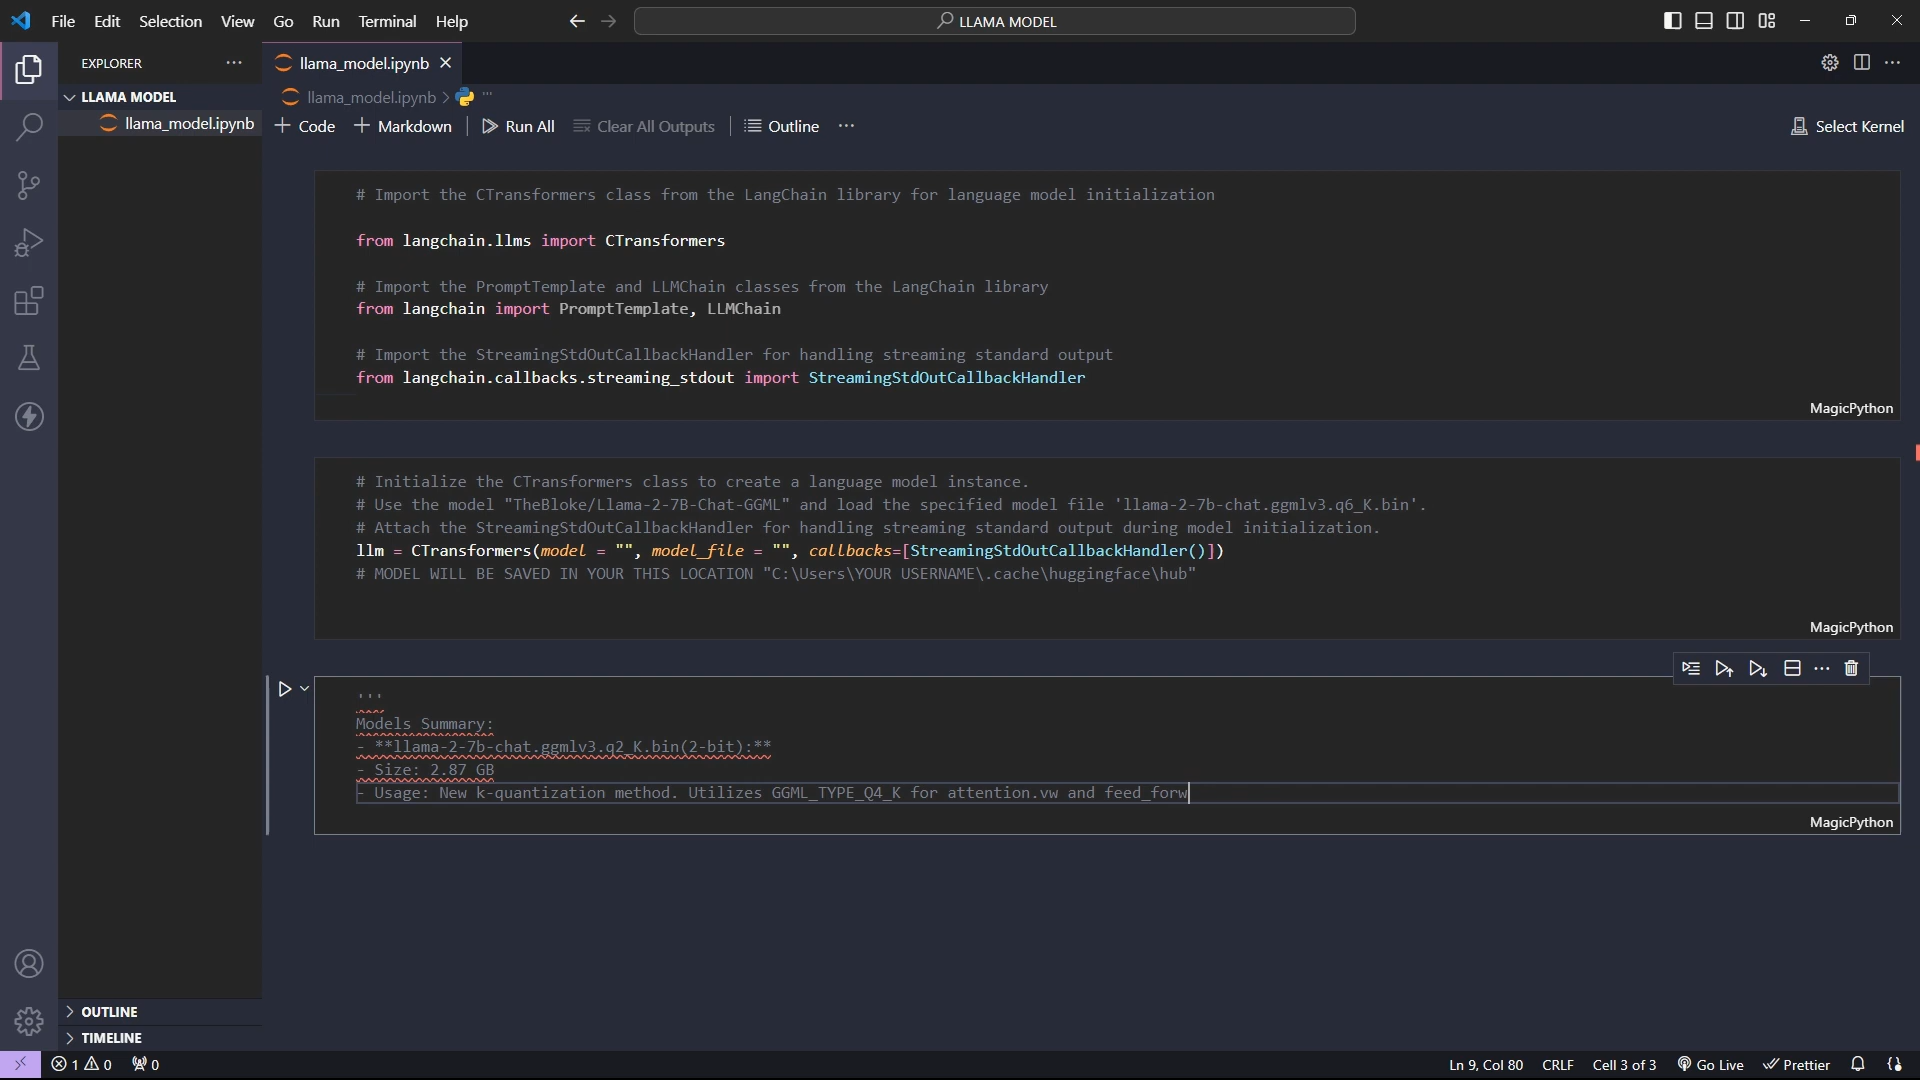 File Edit Selection View Go Run Terminal Help
LLAMA MODEL
EXPLORER
LLAMA MODEL
llama_model.ipynb
llama_model.ipynb
llama_model.ipynb > '''
Code Markdown Run All Clear All Outputs Outline
Select Kernel
# Import the CTransformers class from the LangChain library for language model initialization
from langchain.llms import CTransformers
# Import the PromptTemplate and LLMChain classes from the LangChain library
from langchain import PromptTemplate, LLMChain
# Import the StreamingStdOutCallbackHandler for handling streaming standard output
from langchain.callbacks.streaming_stdout import StreamingStdOutCallbackHandler
MagicPython
# Initialize the CTransformers class to create a language model instance.
# Use the model "TheBloke/Llama-2-7B-Chat-GGML" and load the specified model file 'llama-2-7b-chat.ggmlv3.q6_K.bin'.
# Attach the StreamingStdOutCallbackHandler for handling streaming standard output during model initialization.
llm = CTransformers(model = "", model_file = "", callbacks=[StreamingStdOutCallbackHandler()])
# MODEL WILL BE SAVED IN YOUR THIS LOCATION "C:\Users\YOUR USERNAME\.cache\huggingface\hub"
MagicPython
'''
Models Summary:
- **llama-2-7b-chat.ggmlv3.q2_K.bin(2-bit):**
- Size: 2.87 GB
- Usage: New k-quantization method. Utilizes GGML_TYPE_Q4_K for attention.vw and feed_forw
MagicPython
OUTLINE
TIMELINE
1 0 0
Ln 9, Col 80 CRLF Cell 3 of 3 Go Live Prettier